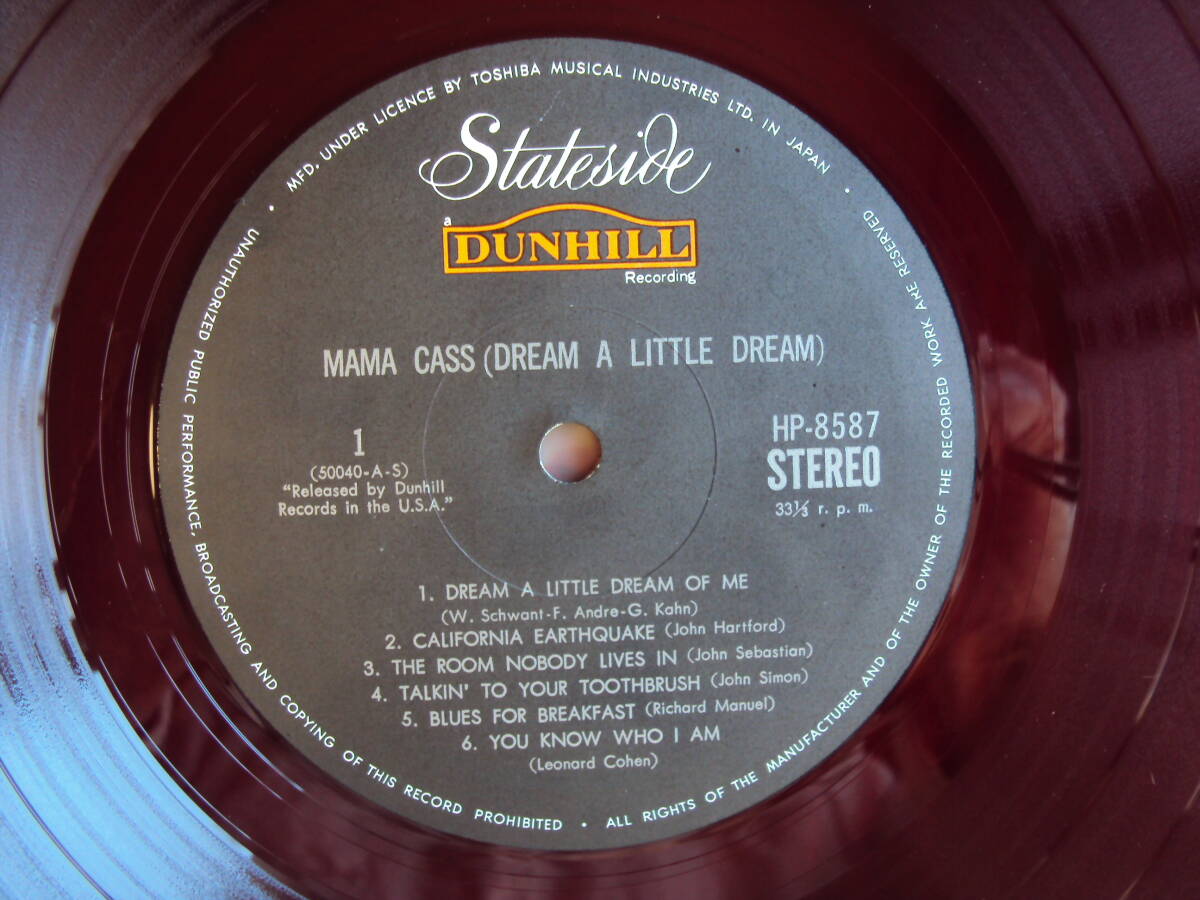 MFD. UNDER LICENCE BY TOSHIBA MUSICAL INDUSTRIES LTD. IN JAPAN
Stateside
a
DUNHILL
Recording
MAMA CASS (DREAM A LITTLE DREAM)
1
(50040-A-S)
"Released by Dunhill
Records in the U.S.A."
HP-8587
STEREO
33⅓ r. p. m.
1. DREAM A LITTLE DREAM OF ME
(W. Schwant-F. Andre-G. Kahn)
2. CALIFORNIA EARTHQUAKE (John Hartford)
3. THE ROOM NOBODY LIVES IN (John Sebastian)
4. TALKIN' TO YOUR TOOTHBRUSH (John Simon)
5. BLUES FOR BREAKFAST (Richard Manuel)
6. YOU KNOW WHO I AM
(Leonard Cohen)
UNAUTHORIZED PUBLIC PERFORMANCE, BROADCASTING AND COPYING OF THIS RECORD PROHIBITED • ALL RIGHTS OF THE MANUFACTURER AND OF THE OWNER OF THE RECORDED WORK ARE RESERVED